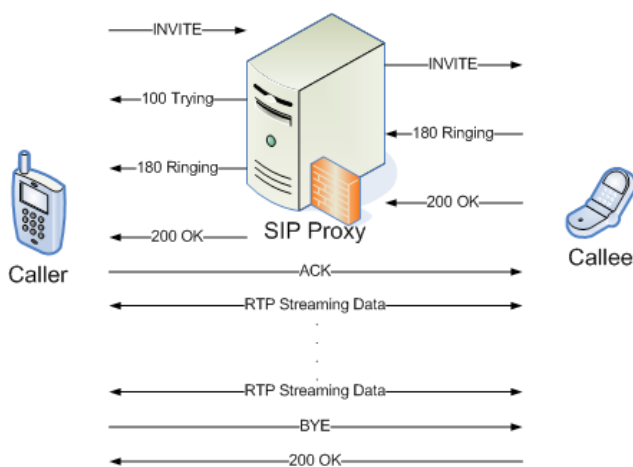 INVITE
INVITE
100 Trying
180 Ringing
180 Ringing
200 OK
200 OK
SIP Proxy
Caller
Callee
ACK
RTP Streaming Data
RTP Streaming Data
BYE
200 OK